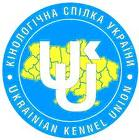 КІНОЛОГІЧНА СПІЛКА УКРАЇНИ
UKU
UKRAINIAN KENNEL UNION